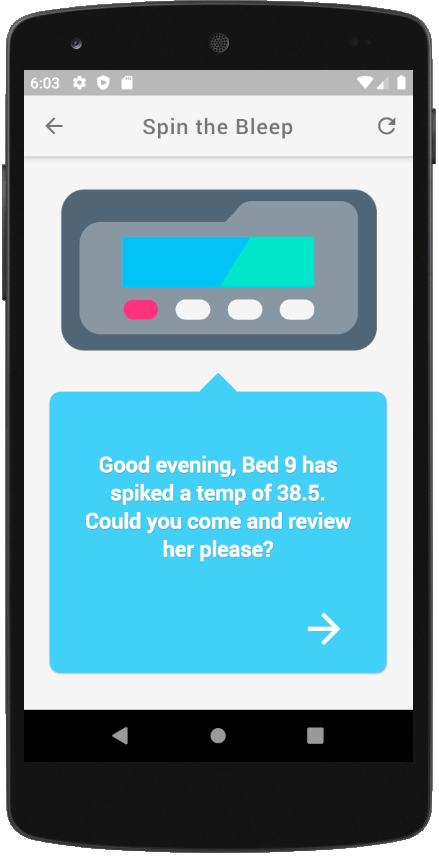 6:03
Spin the Bleep
Good evening, Bed 9 has
spiked a temp of 38.5.
Could you come and review
her please?